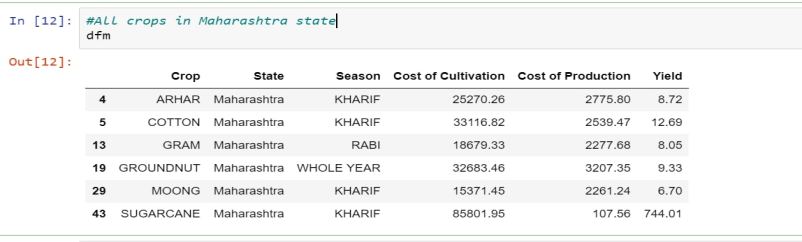 In [12]: #All crops in Maharashtra state
dfm
Out[12]:
Crop State Season Cost of Cultivation Cost of Production Yield
4 ARHAR Maharashtra KHARIF 25270.26 2775.80 8.72
5 COTTON Maharashtra KHARIF 33116.82 2539.47 12.69
13 GRAM Maharashtra RABI 18679.33 2277.68 8.05
19 GROUNDNUT Maharashtra WHOLE YEAR 32683.46 3207.35 9.33
29 MOONG Maharashtra KHARIF 15371.45 2261.24 6.70
43 SUGARCANE Maharashtra KHARIF 85801.95 107.56 744.01